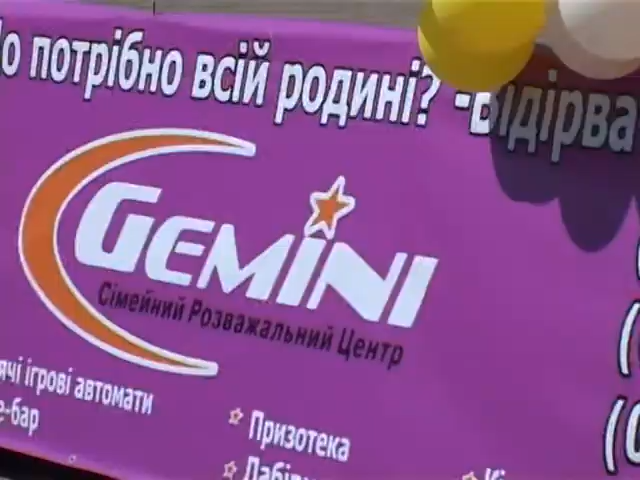 потрібно всій родині? -Відірва
GEMINI
Сімейний Розважальний Центр
ігрові автомати
Призотека